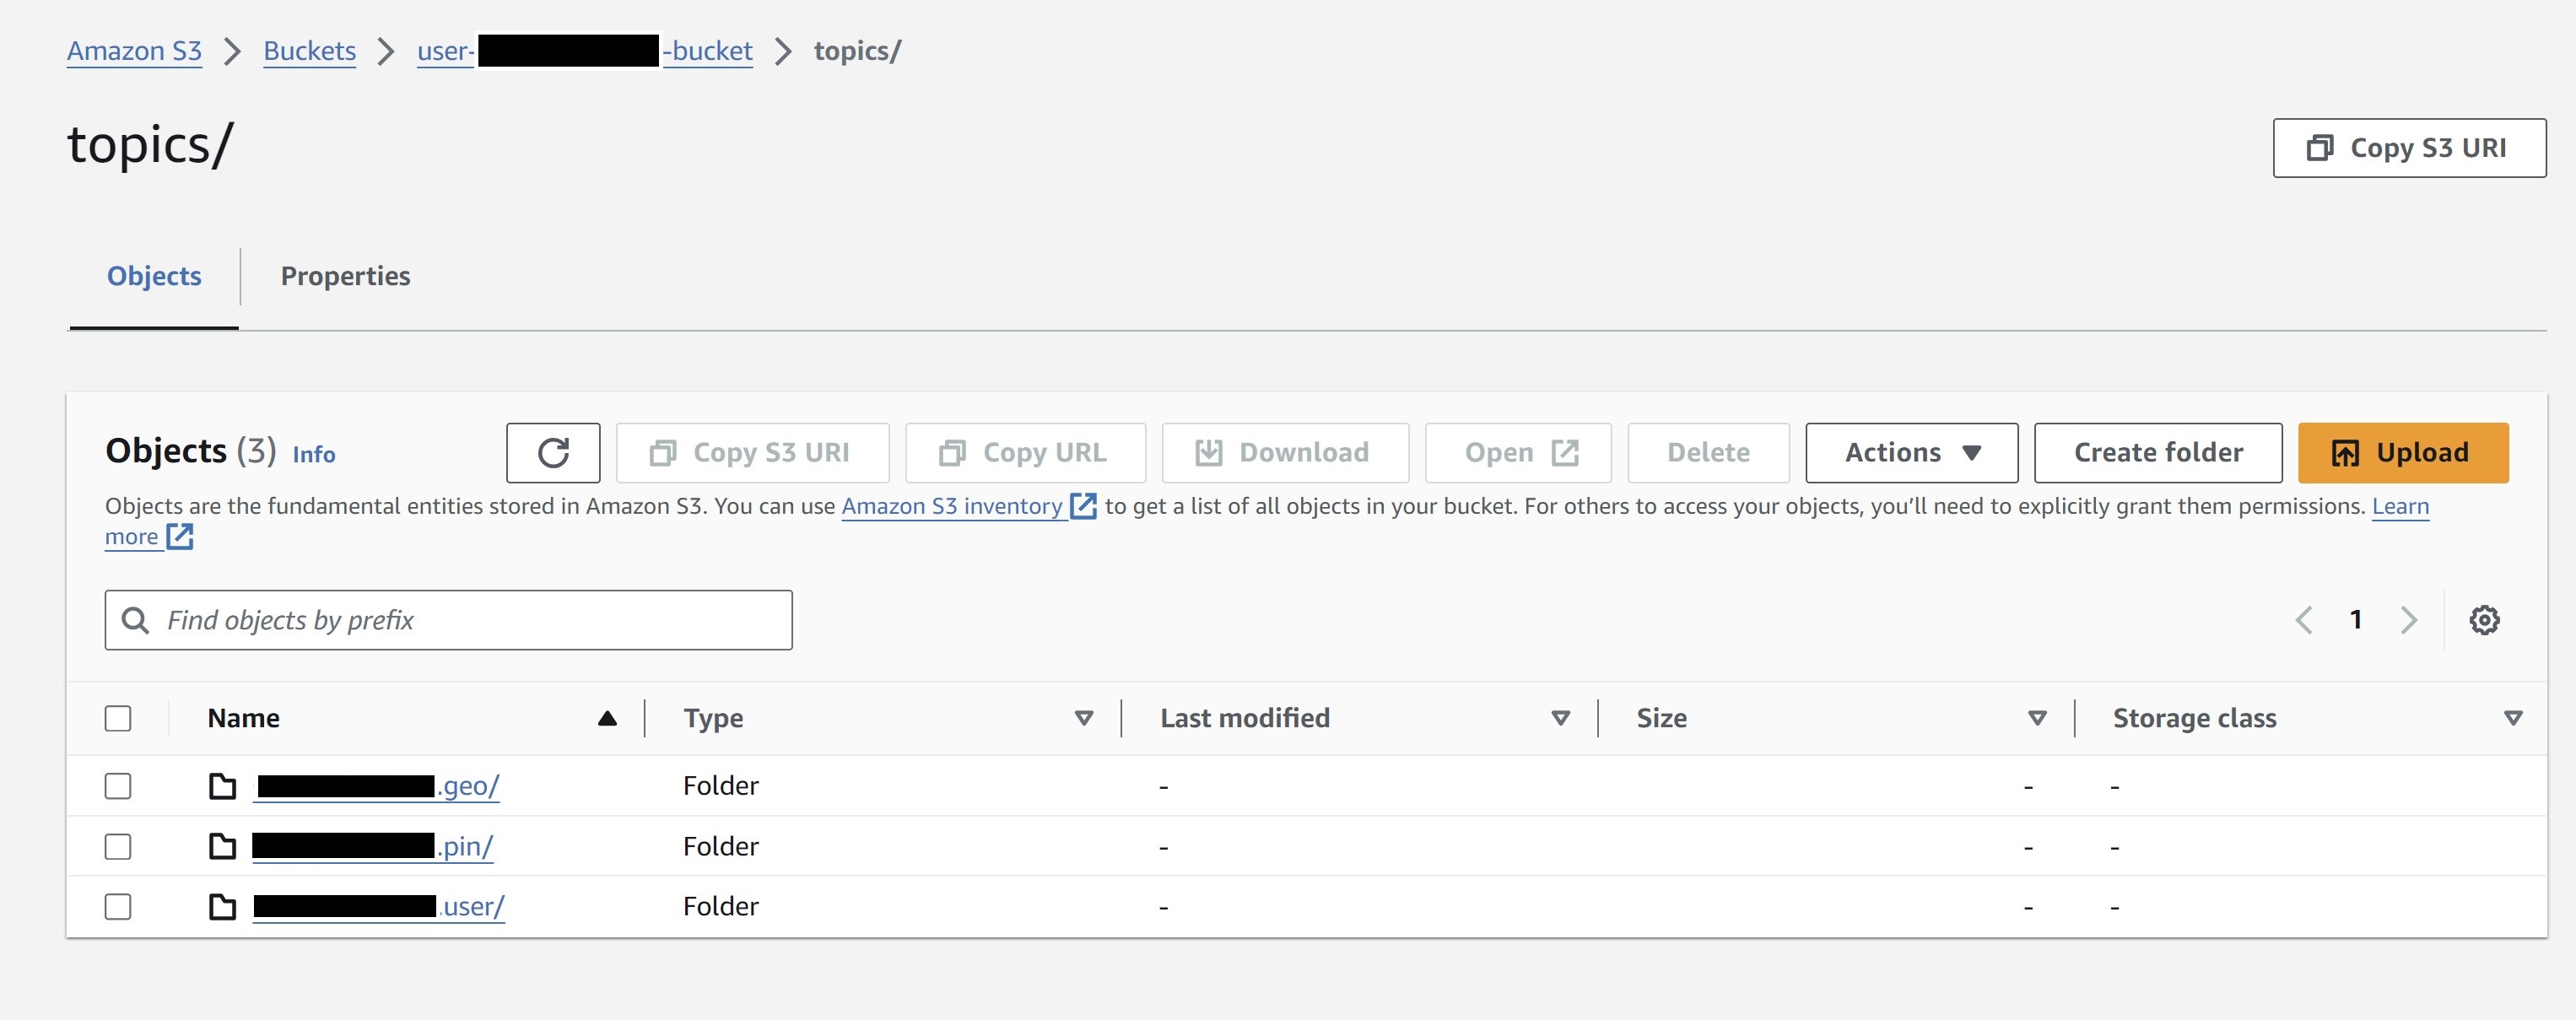 Amazon S3 > Buckets > user- -bucket > topics/
topics/
Copy S3 URI
Objects Properties
Objects (3) Info Copy S3 URI Copy URL Download Open Delete Actions Create folder Upload
Objects are the fundamental entities stored in Amazon S3. You can use Amazon S3 inventory to get a list of all objects in your bucket. For others to access your objects, you’ll need to explicitly grant them permissions. Learn
more
Find objects by prefix 1
Name Type Last modified Size Storage class
.geo/ Folder - - -
.pin/ Folder - - -
.user/ Folder - - -